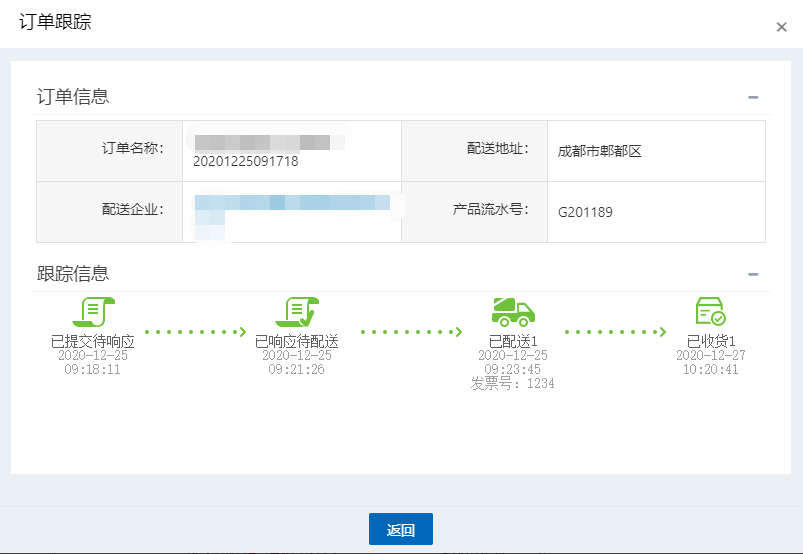 订单跟踪
订单信息
订单名称：
20201225091718
配送地址：
成都市郫都区
配送企业：
产品流水号：
G201189
跟踪信息
已提交待响应
2020-12-25
09:18:11
已响应待配送
2020-12-25
09:21:26
已配送1
2020-12-25
09:23:45
发票号：1234
已收货1
2020-12-27
10:20:41
返回